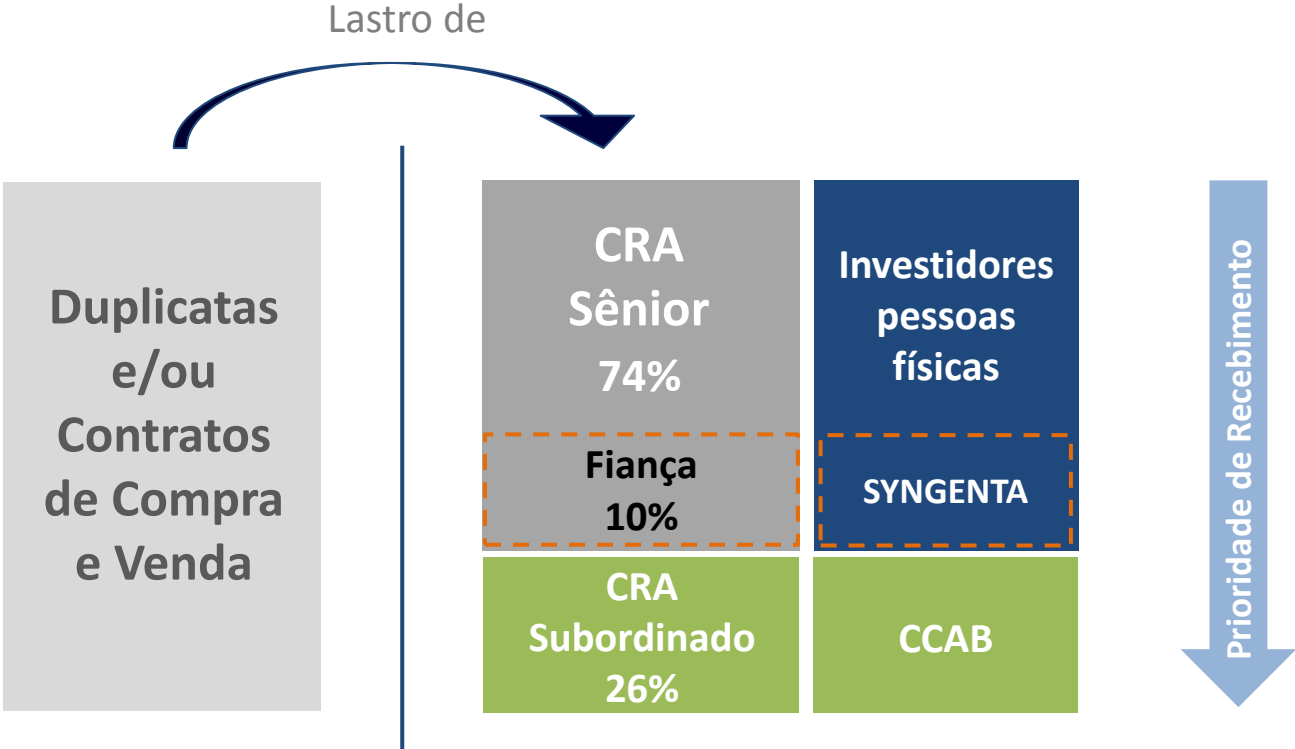 Lastro de
Duplicatas
e/ou
Contratos
de Compra
e Venda
CRA
Sênior
74%
Fiança
10%
CRA
Subordinado
26%
Investidores
pessoas
físicas
SYNGENTA
CCAB
Prioridade de Recebimento